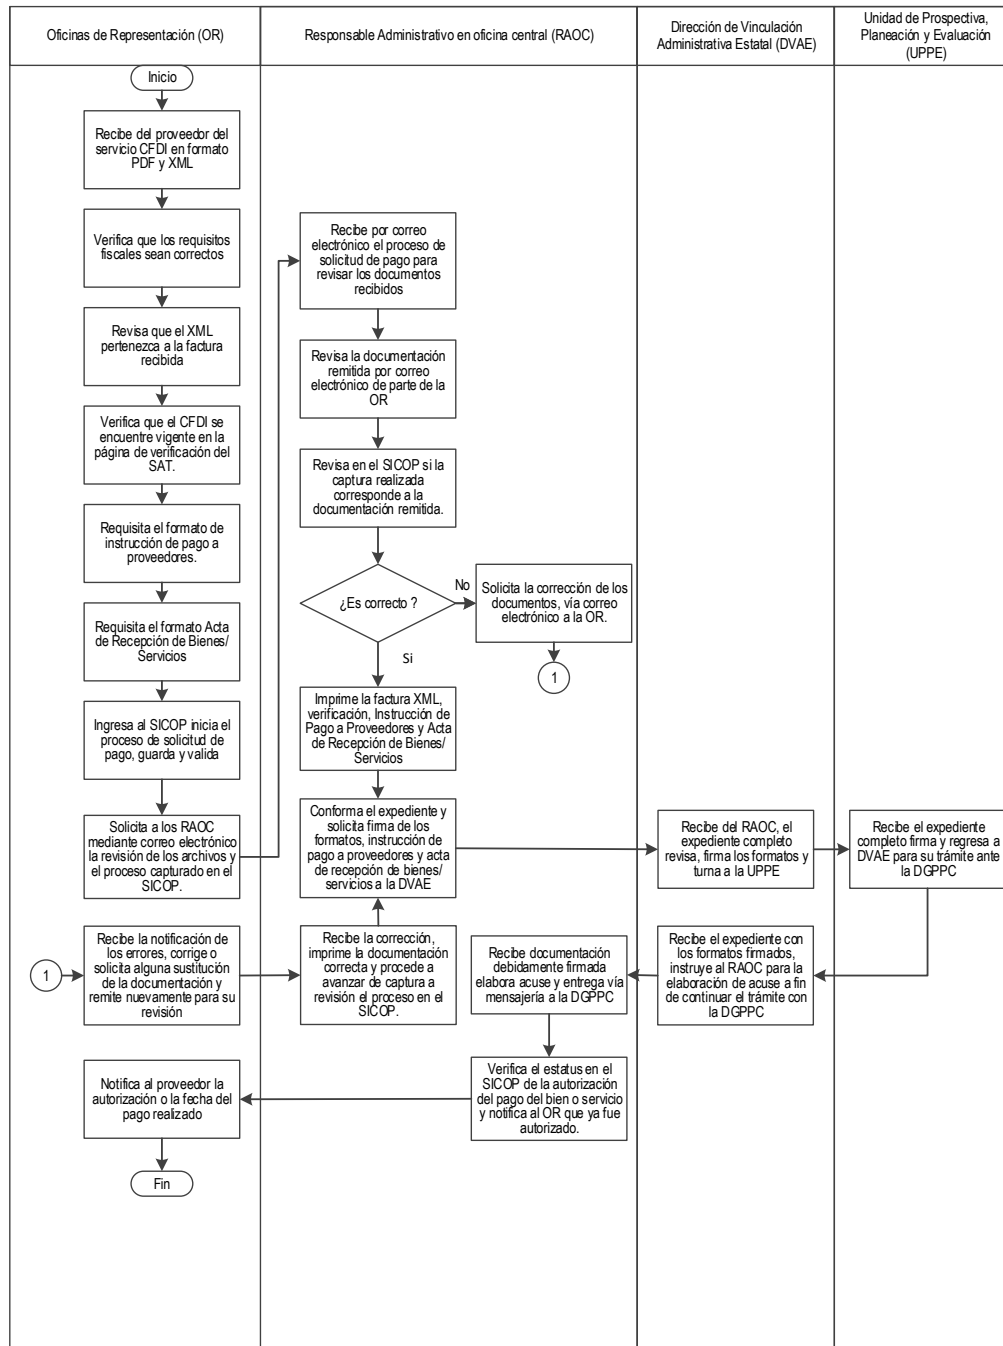 Oficinas de Representación (OR)
Responsable Administrativo en oficina central (RAOC)
Dirección de Vinculación
Administrativa Estatal (DVAE)
Unidad de Prospectiva,
Planeación y Evaluación
(UPPE)
Inicio
Recibe del proveedor del
servicio CFDI en formato
PDF y XML
Verifica que los requisitos
fiscales sean correctos
Revisa que el XML
pertenezca a la factura
recibida
Verifica que el CFDI se
encuentre vigente en la
página de verificación del
SAT.
Requisita el formato de
instrucción de pago a
proveedores.
Requisita el formato Acta
de Recepción de Bienes/
Servicios
Ingresa al SICOP inicia el
proceso de solicitud de
pago, guarda y valida
Solicita a los RAOC
mediante correo electrónico
la revisión de los archivos y
el proceso capturado en el
SICOP.
Recibe por correo
electrónico el proceso de
solicitud de pago para
revisar los documentos
recibidos
Revisa la documentación
remitida por correo
electrónico de parte de la
OR
Revisa en el SICOP si la
captura realizada
corresponde a la
documentación remitida.
¿Es correcto ?
No
Solicita la corrección de los
documentos, vía correo
electrónico a la OR.
1
Si
Imprime la factura XML,
verificación, Instrucción de
Pago a Proveedores y Acta
de Recepción de Bienes/
Servicios
Conforma el expediente y
solicita firma de los
formatos, instrucción de
pago a proveedores y acta
de recepción de bienes/
servicios a la DVAE
Recibe del RAOC, el
expediente completo
revisa, firma los formatos y
turna a la UPPE
Recibe el expediente
completo firma y regresa a
DVAE para su trámite ante
la DGPPC
1
Recibe la notificación de
los errores, corrige o
solicita alguna sustitución
de la documentación y
remite nuevamente para su
revisión
Recibe la corrección,
imprime la documentación
correcta y procede a
avanzar de captura a
revisión el proceso en el
SICOP.
Recibe documentación
debidamente firmada
elabora acuse y entrega vía
mensajería a la DGPPC
Recibe el expediente con
los formatos firmados,
instruye al RAOC para la
elaboración de acuse a fin
de continuar el trámite con
la DGPPC
Verifica el estatus en el
SICOP de la autorización
del pago del bien o servicio
y notifica al OR que ya fue
autorizado.
Notifica al proveedor la
autorización o la fecha del
pago realizado
Fin